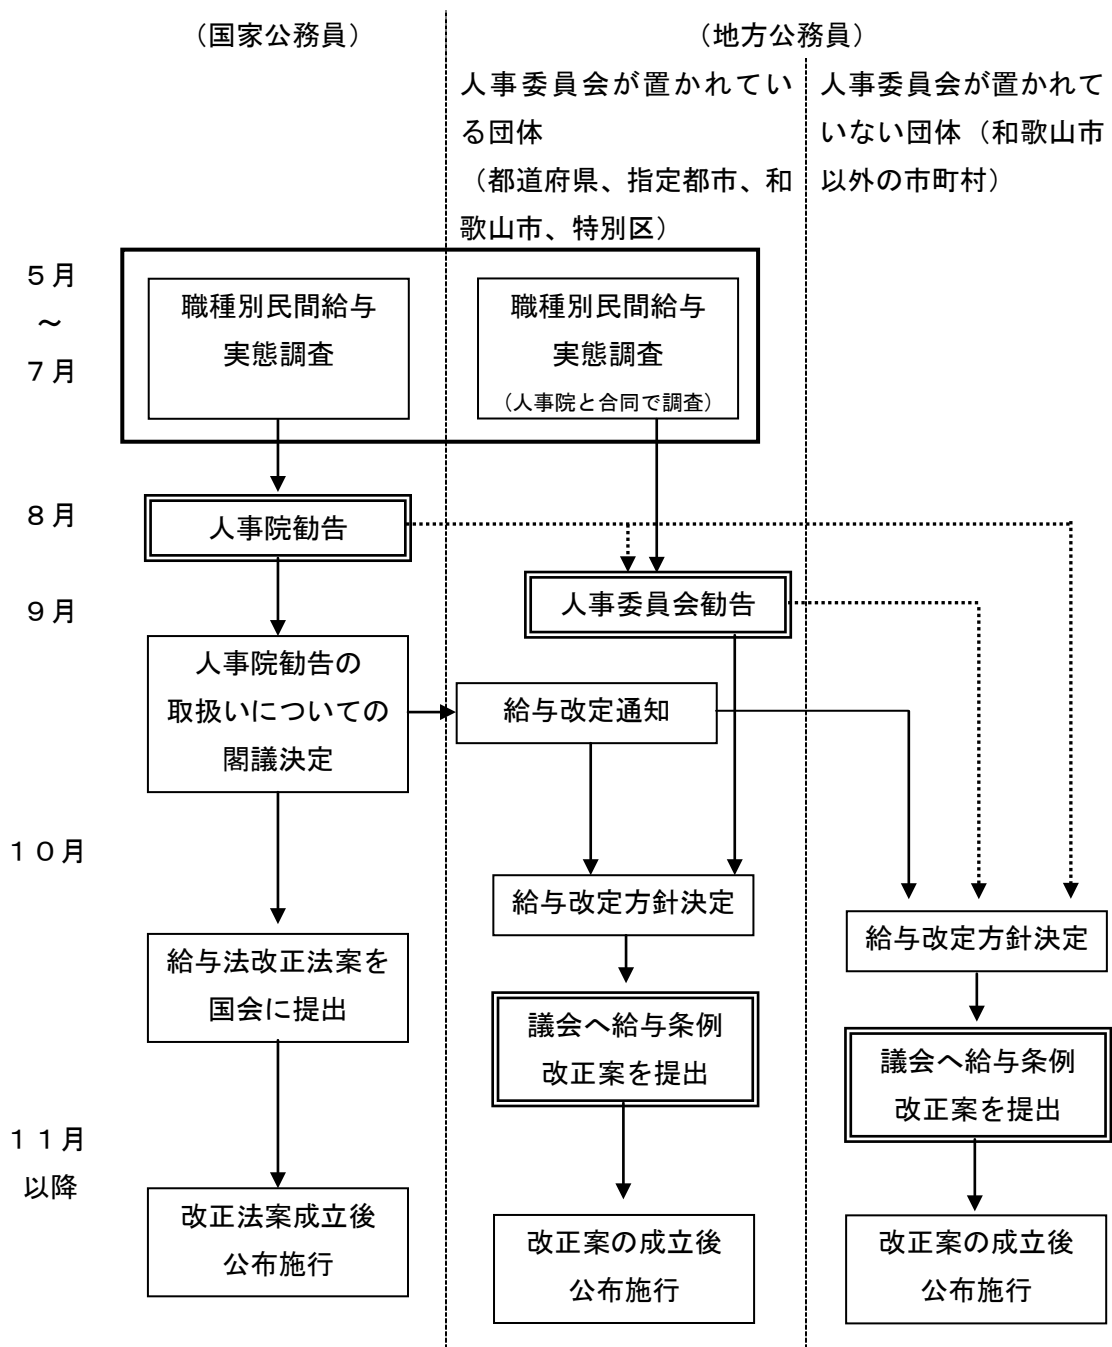 （国家公務員）
（地方公務員）
人事委員会が置かれてい
る団体
（都道府県、指定都市、和
歌山市、特別区）
人事委員会が置かれて
いない団体（和歌山市
以外の市町村）
５月
～
７月
職種別民間給与
実態調査
職種別民間給与
実態調査
（人事院と合同で調査）
８月
人事院勧告
９月
人事委員会勧告
人事院勧告の
取扱いについての
閣議決定
給与改定通知
１０月
給与改定方針決定
給与改定方針決定
給与法改正法案を
国会に提出
議会へ給与条例
改正案を提出
議会へ給与条例
改正案を提出
１１月
以降
改正法案成立後
公布施行
改正案の成立後
公布施行
改正案の成立後
公布施行